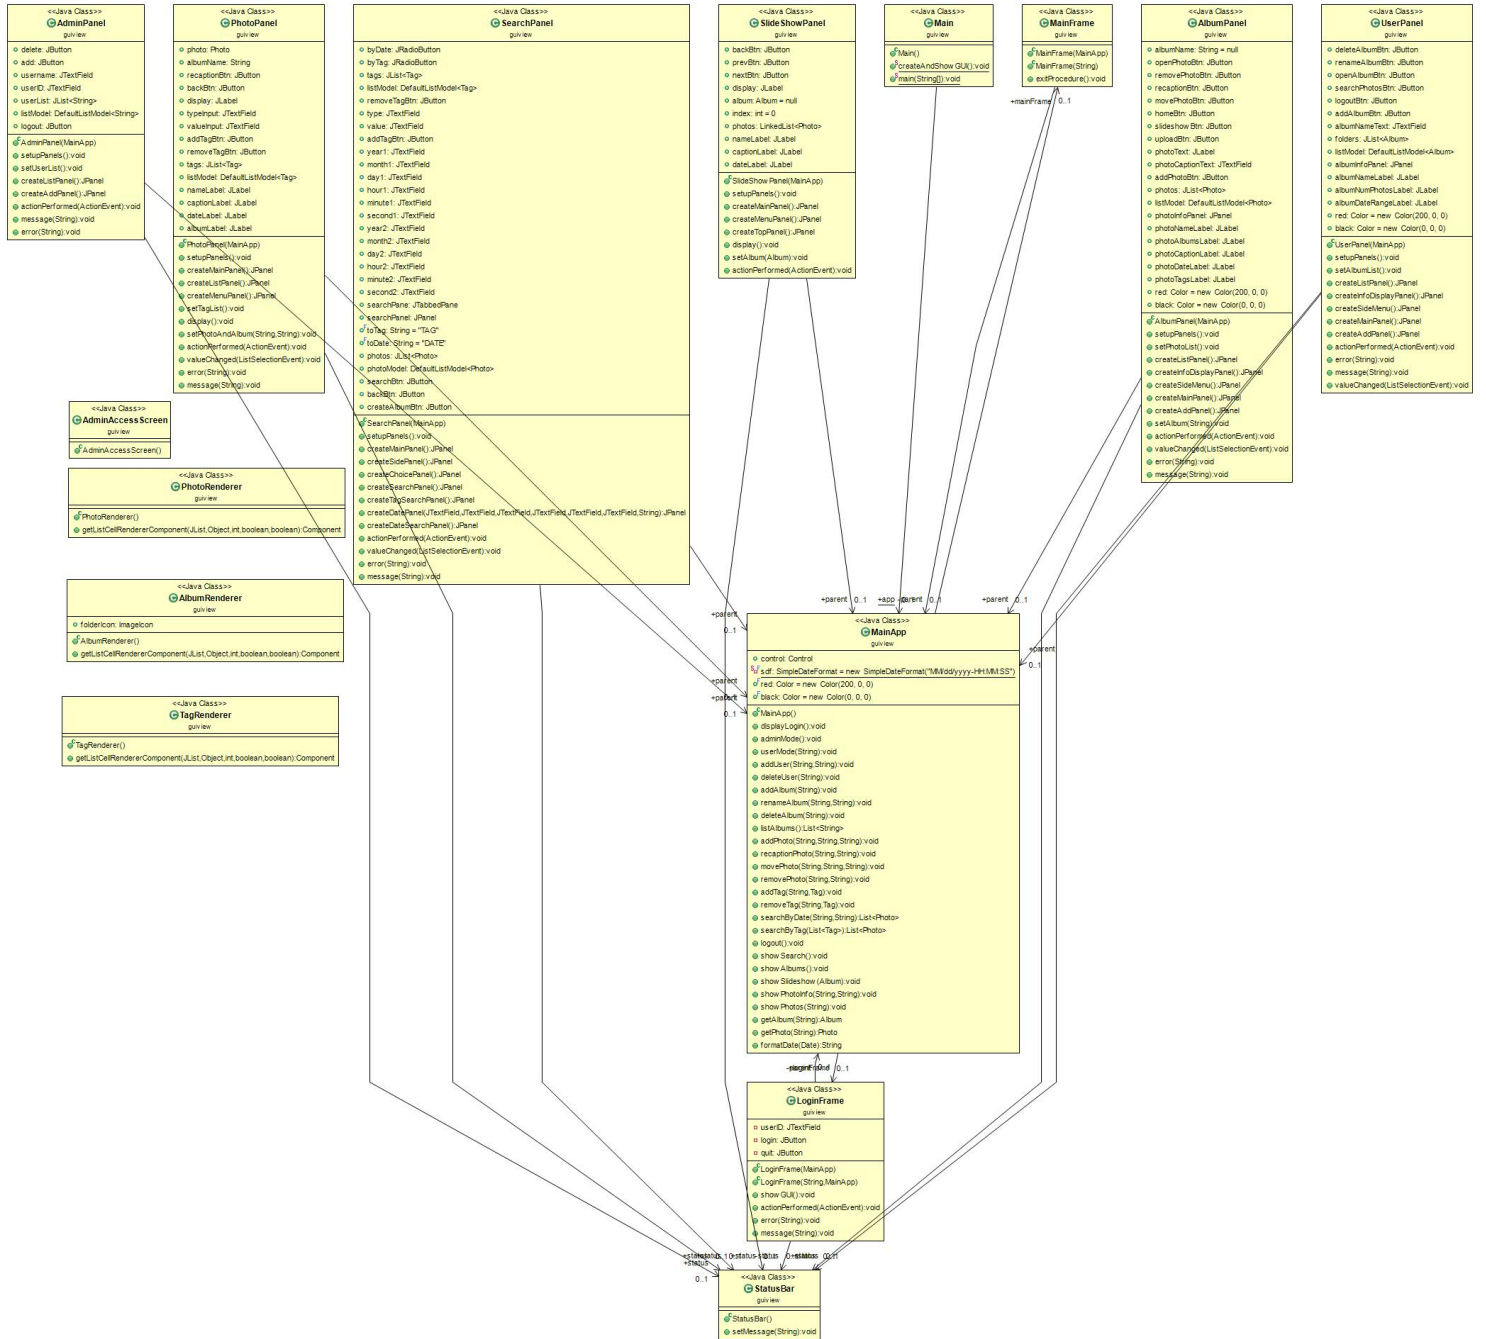 <<Java Class>>
AdminPanel
guiview
delete: JButton
add: JButton
username: JTextField
userID: JTextField
userList: JList<String>
listModel: DefaultListModel<String>
logout: JButton
AdminPanel(MainApp)
setupPanels():void
setUserList():void
createListPanel():JPanel
createAddPanel():JPanel
actionPerformed(ActionEvent):void
message(String):void
error(String):void
<<Java Class>>
PhotoPanel
guiview
photo: Photo
albumName: String
recaptionBtn: JButton
backBtn: JButton
display: JLabel
typeInput: JTextField
valueInput: JTextField
addTagBtn: JButton
removeTagBtn: JButton
tags: JList<Tag>
listModel: DefaultListModel<Tag>
nameLabel: JLabel
captionLabel: JLabel
dateLabel: JLabel
albumLabel: JLabel
PhotoPanel(MainApp)
setupPanels():void
createMainPanel():JPanel
createListPanel():JPanel
createMenuPanel():JPanel
setTagList():void
display():void
setPhotoAndAlbum(String,String):void
actionPerformed(ActionEvent):void
valueChanged(ListSelectionEvent):void
error(String):void
message(String):void
<<Java Class>>
SearchPanel
guiview
byDate: JRadioButton
byTag: JRadioButton
tags: JList<Tag>
listModel: DefaultListModel<Tag>
removeTagBtn: JButton
type: JTextField
value: JTextField
addTagBtn: JButton
year1: JTextField
month1: JTextField
day1: JTextField
hour1: JTextField
minute1: JTextField
second1: JTextField
year2: JTextField
month2: JTextField
day2: JTextField
hour2: JTextField
minute2: JTextField
second2: JTextField
searchPane: JTabbedPane
searchPanel: JPanel
toTag: String = "TAG"
toDate: String = "DATE"
photos: JList<Photo>
photoModel: DefaultListModel<Photo>
searchBtn: JButton
backBtn: JButton
createAlbumBtn: JButton
SearchPanel(MainApp)
setupPanels():void
createMainPanel():JPanel
createSidePanel():JPanel
createChoicePanel():JPanel
createSearchPanel():JPanel
createTagSearchPanel():JPanel
createDatePanel(JTextField,JTextField,JTextField,JTextField,JTextField,JTextField,String):JPanel
createDateSearchPanel():JPanel
actionPerformed(ActionEvent):void
valueChanged(ListSelectionEvent):void
error(String):void
message(String):void
<<Java Class>>
SlideShowPanel
guiview
backBtn: JButton
prevBtn: JButton
nextBtn: JButton
display: JLabel
album: Album = null
index: int = 0
photos: LinkedList<Photo>
nameLabel: JLabel
captionLabel: JLabel
dateLabel: JLabel
SlideShowPanel(MainApp)
setupPanels():void
createMainPanel():JPanel
createMenuPanel():JPanel
createTopPanel():JPanel
display():void
setAlbum(Album):void
actionPerformed(ActionEvent):void
<<Java Class>>
Main
guiview
Main()
createAndShowGUI():void
main(String[]):void
<<Java Class>>
MainFrame
guiview
MainFrame(MainApp)
MainFrame(String)
exitProcedure():void
+mainFrame 0..1
<<Java Class>>
AlbumPanel
guiview
albumName: String = null
openPhotoBtn: JButton
removePhotoBtn: JButton
recaptionBtn: JButton
movePhotoBtn: JButton
homeBtn: JButton
slideshowBtn: JButton
uploadBtn: JButton
photoText: JLabel
photoCaptionText: JTextField
addPhotoBtn: JButton
photos: JList<Photo>
listModel: DefaultListModel<Photo>
photoInfoPanel: JPanel
photoNameLabel: JLabel
photoAlbumsLabel: JLabel
photoCaptionLabel: JLabel
photoDateLabel: JLabel
photoTagsLabel: JLabel
red: Color = new Color(200, 0, 0)
black: Color = new Color(0, 0, 0)
AlbumPanel(MainApp)
setupPanels():void
setPhotoList():void
createListPanel():JPanel
createInfoDisplayPanel():JPanel
createSideMenu():JPanel
createMainPanel():JPanel
createAddPanel():JPanel
setAlbum(String):void
actionPerformed(ActionEvent):void
valueChanged(ListSelectionEvent):void
error(String):void
message(String):void
<<Java Class>>
UserPanel
guiview
deleteAlbumBtn: JButton
renameAlbumBtn: JButton
openAlbumBtn: JButton
searchPhotosBtn: JButton
logoutBtn: JButton
addAlbumBtn: JButton
albumNameText: JTextField
folders: JList<Album>
listModel: DefaultListModel<Album>
albumInfoPanel: JPanel
albumNameLabel: JLabel
albumNumPhotosLabel: JLabel
albumDateRangeLabel: JLabel
red: Color = new Color(200, 0, 0)
black: Color = new Color(0, 0, 0)
UserPanel(MainApp)
setupPanels():void
setAlbumList():void
createListPanel():JPanel
createInfoDisplayPanel():JPanel
createSideMenu():JPanel
createMainPanel():JPanel
createAddPanel():JPanel
actionPerformed(ActionEvent):void
error(String):void
message(String):void
valueChanged(ListSelectionEvent):void
<<Java Class>>
AdminAccessScreen
guiview
AdminAccessScreen()
<<Java Class>>
PhotoRenderer
guiview
PhotoRenderer()
getListCellRendererComponent(JList,Object,int,boolean,boolean):Component
<<Java Class>>
AlbumRenderer
guiview
folderIcon: ImageIcon
AlbumRenderer()
getListCellRendererComponent(JList,Object,int,boolean,boolean):Component
<<Java Class>>
TagRenderer
guiview
TagRenderer()
getListCellRendererComponent(JList,Object,int,boolean,boolean):Component
+parent 0..1
+app
0..1
+parent 0..1
+parent
0..1
+parent
0..1
+parent
+parent
0..1
<<Java Class>>
MainApp
guiview
control: Control
sdf: SimpleDateFormat = new SimpleDateFormat("MM/dd/yyyy-HH:MM:SS")
red: Color = new Color(200, 0, 0)
black: Color = new Color(0, 0, 0)
MainApp()
displayLogin():void
adminMode():void
userMode(String):void
addUser(String,String):void
deleteUser(String):void
addAlbum(String):void
renameAlbum(String,String):void
deleteAlbum(String):void
listAlbums():List<String>
addPhoto(String,String,String):void
recaptionPhoto(String,String):void
movePhoto(String,String,String):void
removePhoto(String,String):void
addTag(String,Tag):void
removeTag(String,Tag):void
searchByDate(String,String):List<Photo>
searchByTag(List<Tag>):List<Photo>
logout():void
showSearch():void
showAlbums():void
showSlideshow(Album):void
showPhotoInfo(String,String):void
showPhotos(String):void
getAlbum(String):Album
getPhoto(String):Photo
formatDate(Date):String
0..1
<<Java Class>>
LoginFrame
guiview
userID: JTextField
login: JButton
quit: JButton
LoginFrame(MainApp)
LoginFrame(String,MainApp)
showGUI():void
actionPerformed(ActionEvent):void
error(String):void
message(String):void
+status
0..1
<<Java Class>>
StatusBar
guiview
StatusBar()
setMessage(String):void